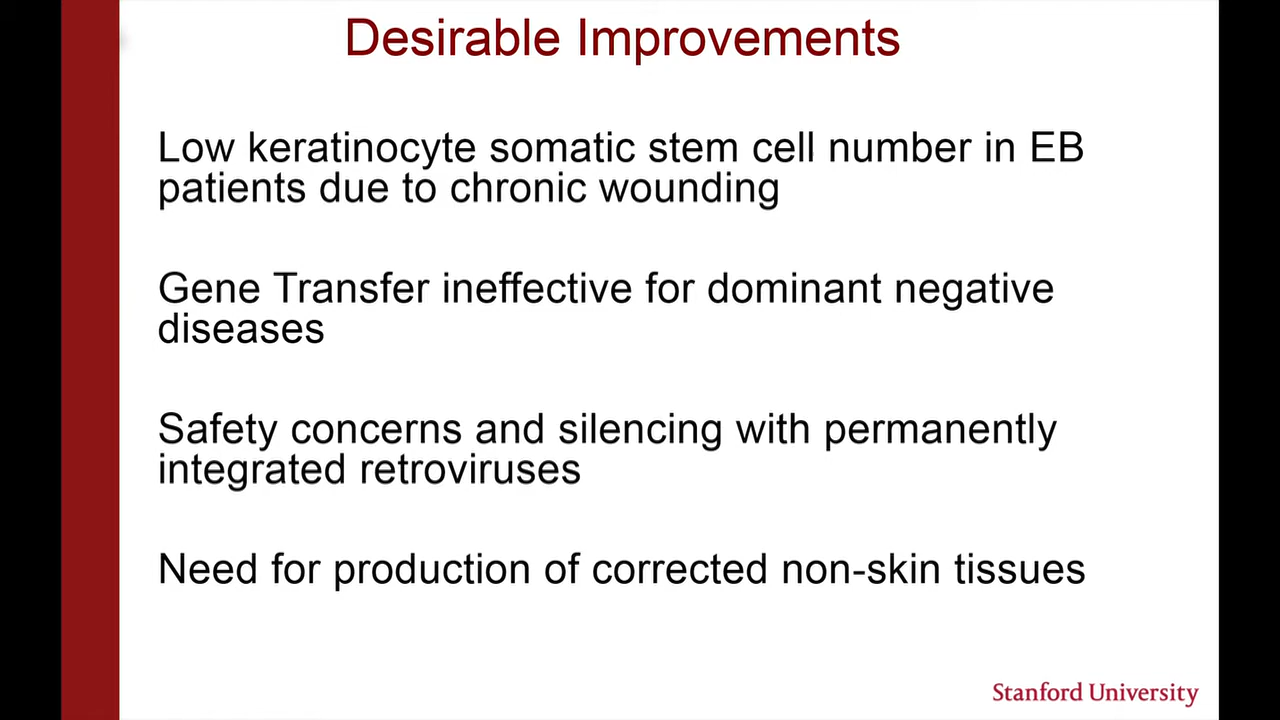 Desirable Improvements
Low keratinocyte somatic stem cell number in EB
patients due to chronic wounding
Gene Transfer ineffective for dominant negative
diseases
Safety concerns and silencing with permanently
integrated retroviruses
Need for production of corrected non-skin tissues
Stanford University